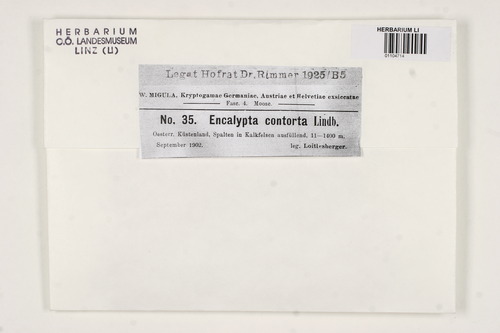 HERBARIUM
O.Ö. LANDESMUSEUM
LINZ (LI)
HERBARIUM LI
Legat Hofrat Dr. Rimmer 1925/B5
W. MIGULA, Kryptogamae Germaniae, Austriae et Helvetiae exsiccatae
Fasc. 4. Moose.
No. 35. Encalypta contorta Lindb.
Oesterr. Küstenland, Spalten in Kalkfelsen ausfüllend. 11—1400 m.
September 1902. leg. Loitlesberger.